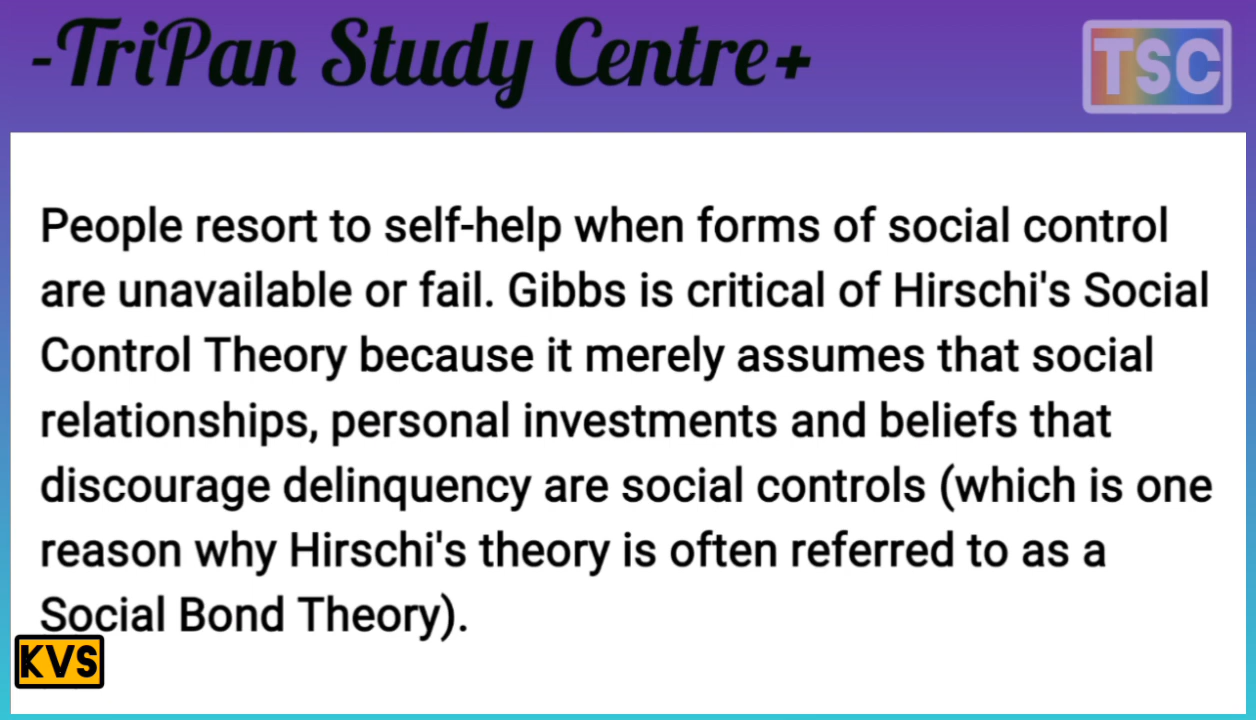 -TriPan Study Centre+
TSC
People resort to self-help when forms of social control
are unavailable or fail. Gibbs is critical of Hirschi's Social
Control Theory because it merely assumes that social
relationships, personal investments and beliefs that
discourage delinquency are social controls (which is one
reason why Hirschi's theory is often referred to as a
Social Bond Theory).
KVS